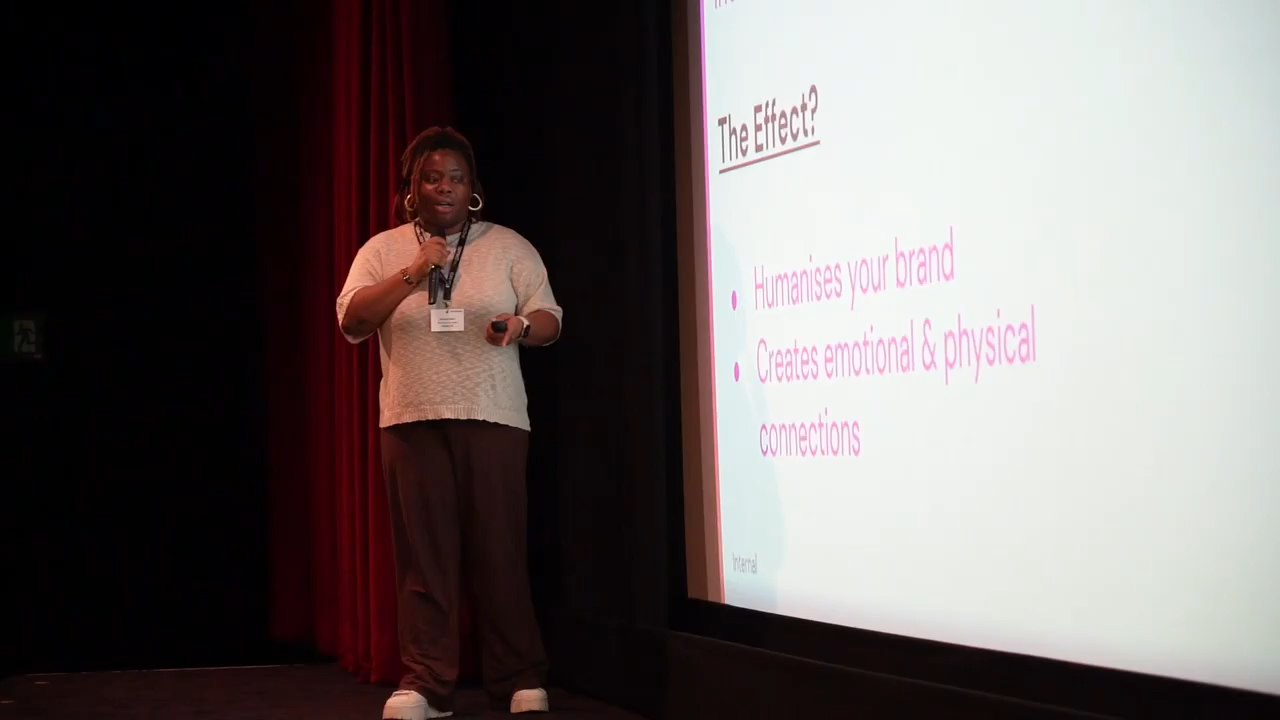 The Effect?
Humanises your brand
Creates emotional & physical
connections
Internal